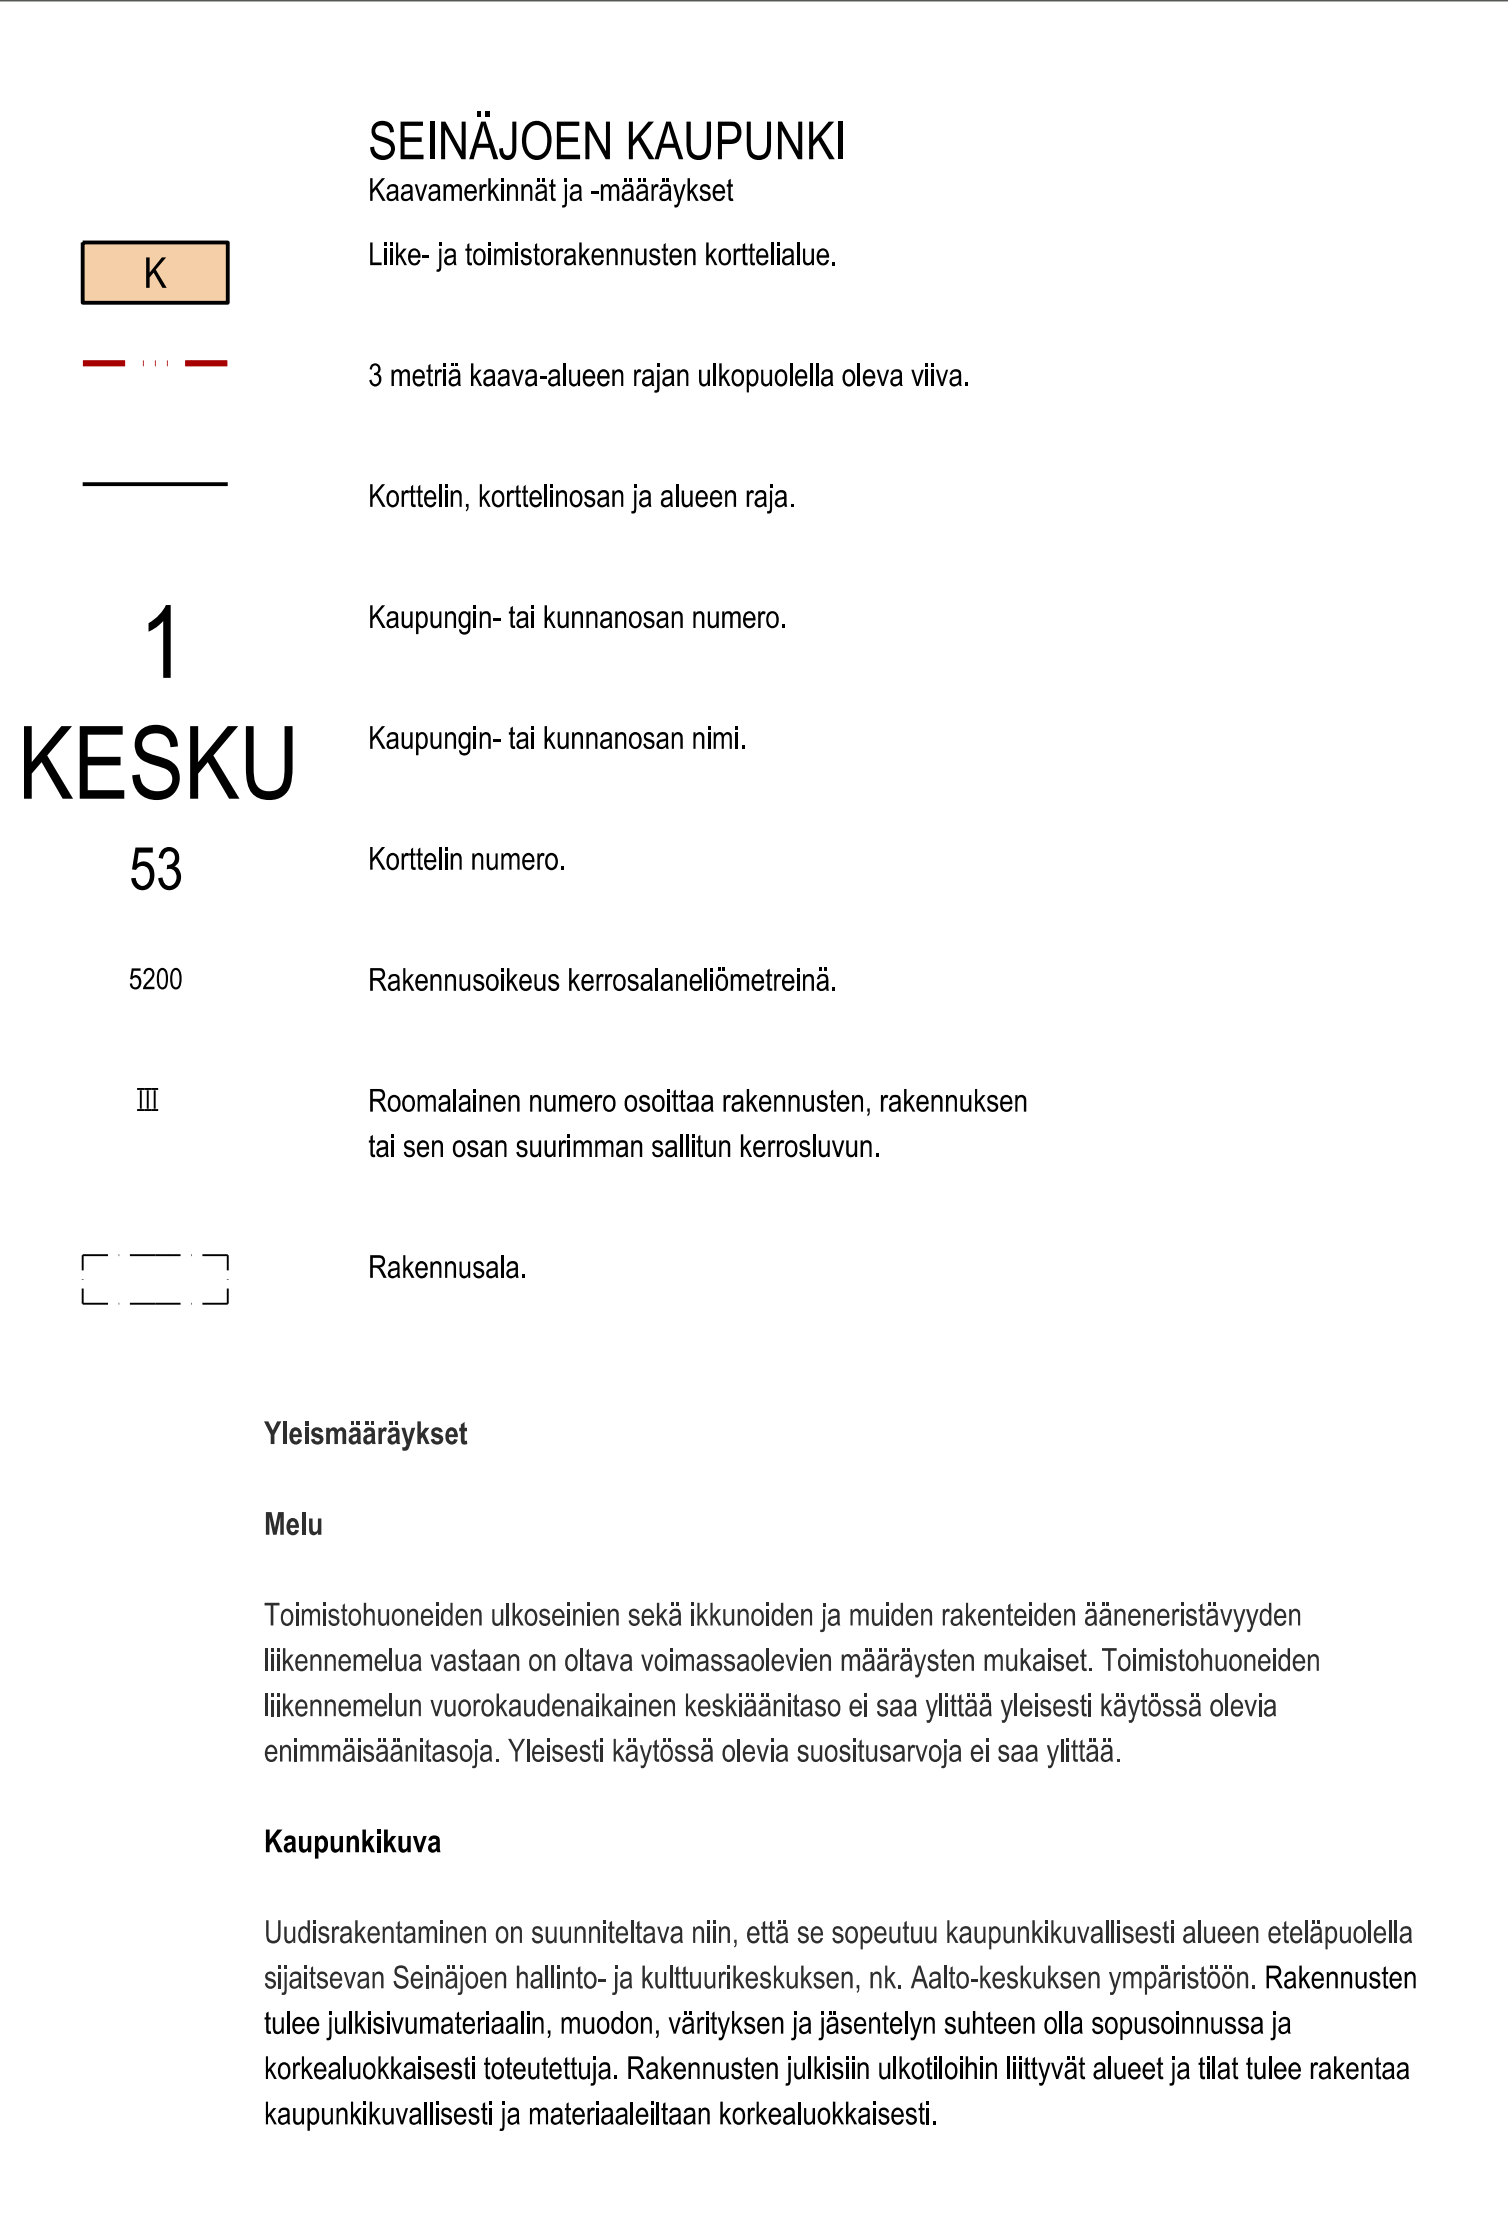 SEINÄJOEN KAUPUNKI
Kaavamerkinnät ja -määräykset
K
Liike- ja toimistorakennusten korttelialue.
3 metriä kaava-alueen rajan ulkopuolella oleva viiva.
Korttelin, korttelinosan ja alueen raja.
1
Kaupungin- tai kunnanosan numero.
KESKU
Kaupungin- tai kunnanosan nimi.
53
Korttelin numero.
5200
Rakennusoikeus kerrosalaneliömetreinä.
III
Roomalainen numero osoittaa rakennusten, rakennuksen
tai sen osan suurimman sallitun kerrosluvun.
Rakennusala.
Yleismääräykset
Melu
Toimistohuoneiden ulkoseinien sekä ikkunoiden ja muiden rakenteiden ääneneristävyyden
liikennemelua vastaan on oltava voimassaolevien määräysten mukaiset. Toimistohuoneiden
liikennemelun vuorokaudenaikainen keskiäänitaso ei saa ylittää yleisesti käytössä olevia
enimmäisäänitasoja. Yleisesti käytössä olevia suositusarvoja ei saa ylittää.
Kaupunkikuva
Uudisrakentaminen on suunniteltava niin, että se sopeutuu kaupunkikuvallisesti alueen eteläpuolella
sijaitsevan Seinäjoen hallinto- ja kulttuurikeskuksen, nk. Aalto-keskuksen ympäristöön. Rakennusten
tulee julkisivumateriaalin, muodon, värityksen ja jäsentelyn suhteen olla sopusoinnussa ja
korkealuokkaisesti toteutettuja. Rakennusten julkisiin ulkotiloihin liittyvät alueet ja tilat tulee rakentaa
kaupunkikuvallisesti ja materiaaleiltaan korkealuokkaisesti.